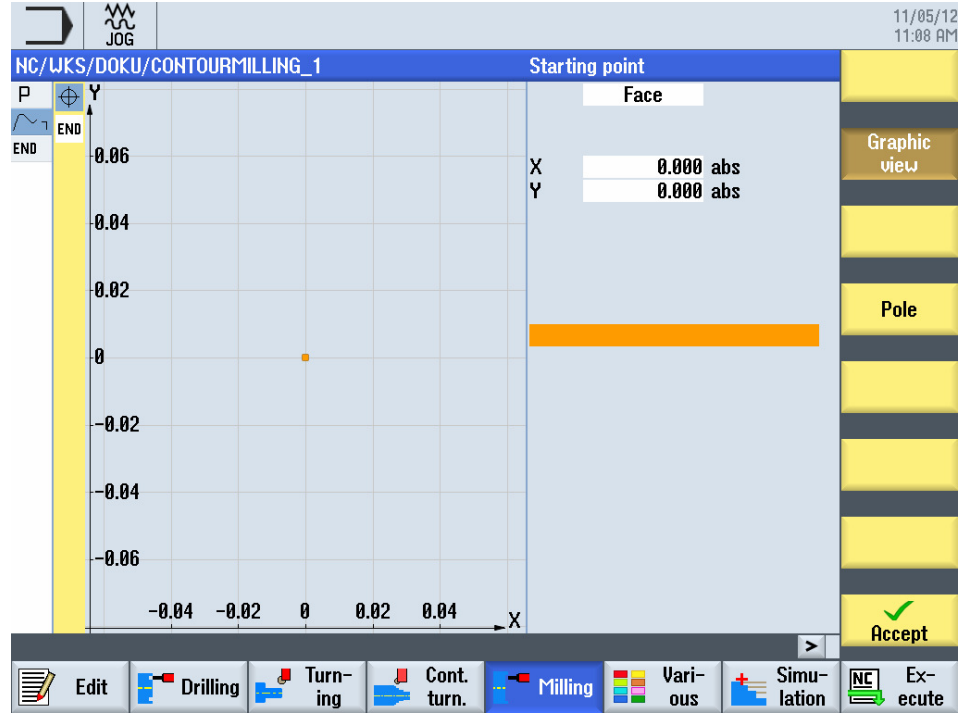 JOG
11/05/12
11:08 AM
NC/WKS/DOKU/CONTOURMILLING_1
Starting point
P
END
END
Y
0.06
0.04
0.02
0
-0.02
-0.04
-0.06
-0.04 -0.02 0 0.02 0.04
X
Face
X 0.000 abs
Y 0.000 abs
Graphic
view
Pole
Accept
>
Edit
Drilling
Turn-
ing
Cont.
turn.
Milling
Vari-
ous
Simu-
lation
NC
Ex-
ecute